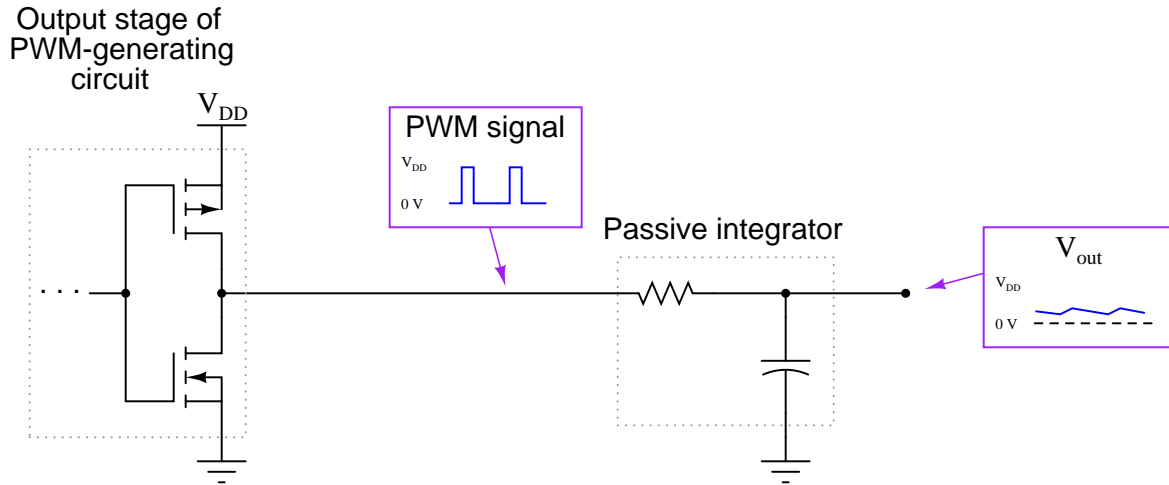 Output stage of
PWM-generating
circuit
VDD
PWM signal
VDD
0 V
Passive integrator
Vout
VDD
0 V
. . .